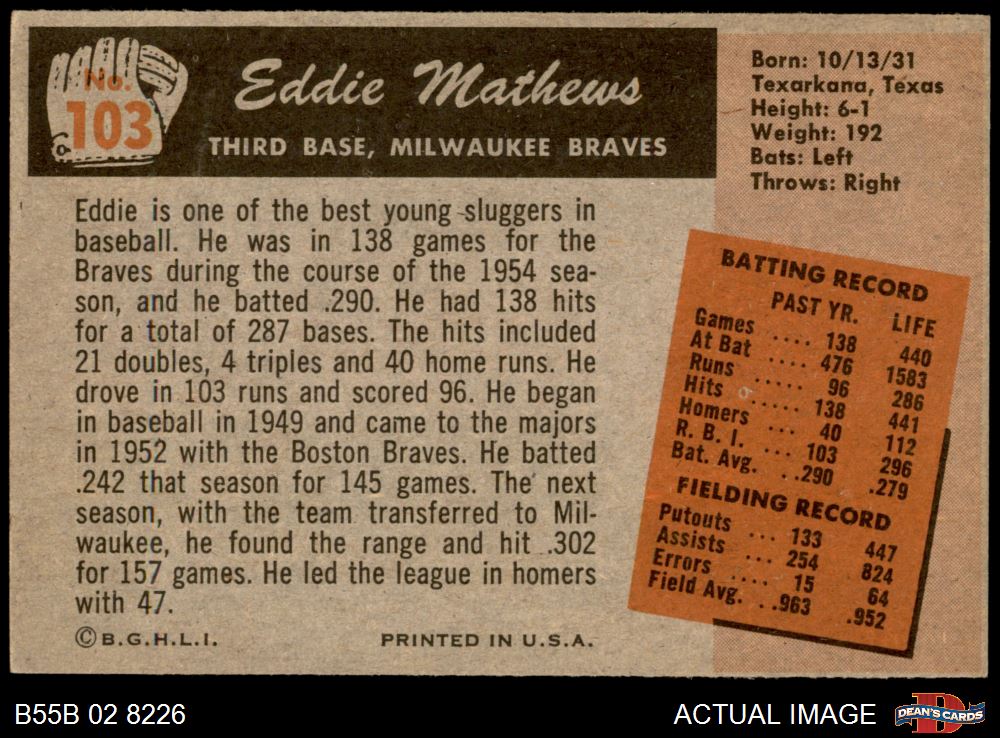 No.
103
Eddie Mathews
THIRD BASE, MILWAUKEE BRAVES
Born: 10/13/31
Texarkana, Texas
Height: 6-1
Weight: 192
Bats: Left
Throws: Right
Eddie is one of the best young sluggers in
baseball. He was in 138 games for the
Braves during the course of the 1954 sea-
son, and he batted .290. He had 138 hits
for a total of 287 bases. The hits included
21 doubles, 4 triples and 40 home runs. He
drove in 103 runs and scored 96. He began
in baseball in 1949 and came to the majors
in 1952 with the Boston Braves. He batted
.242 that season for 145 games. The next
season, with the team transferred to Mil-
waukee, he found the range and hit .302
for 157 games. He led the league in homers
with 47.
©B.G.H.L.I. PRINTED IN U.S.A.
BATTING RECORD
PAST YR. LIFE
Games .... 138 440
At Bat .... 476 1583
Runs ..... 96 286
Hits ..... 138 441
Homers ... 40 112
R. B. I. ... 103 296
Bat. Avg. . .290 .279
FIELDING RECORD
Putouts ... 133 447
Assists ... 254 824
Errors .... 15 64
Field Avg. . .963 .952
B55B 02 8226
ACTUAL IMAGE
D
DEAN'S CARDS